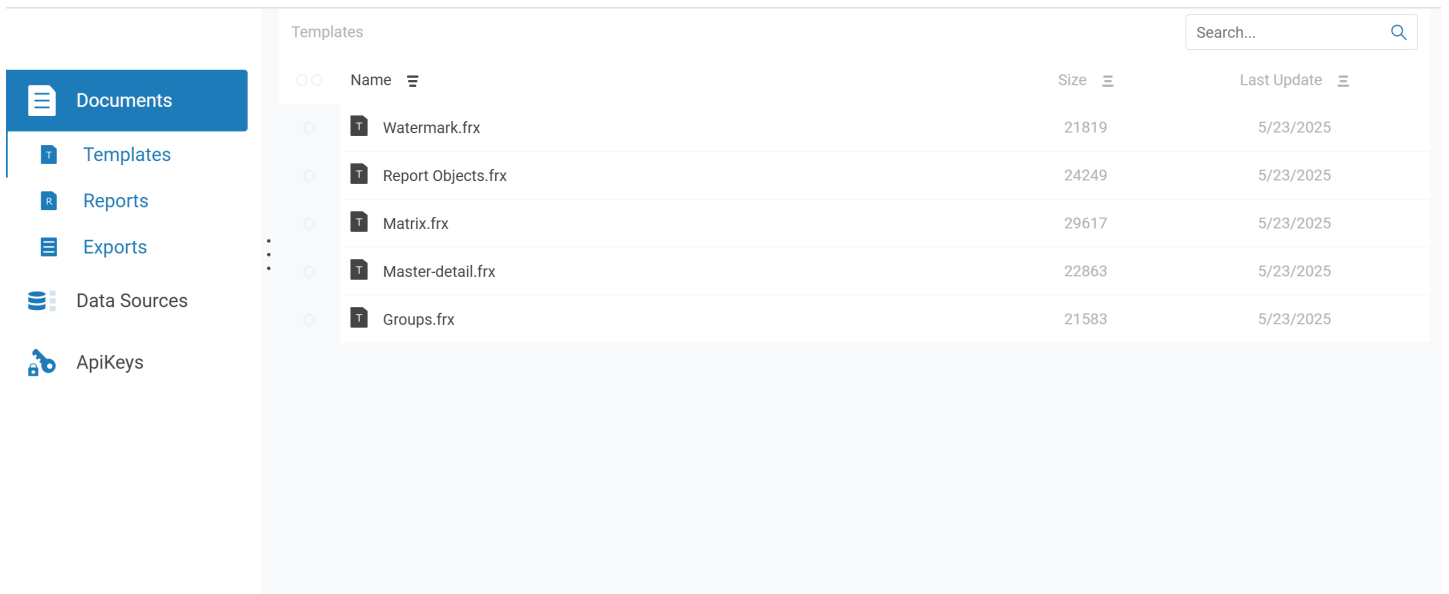 Templates
Search...
Name
Size
Last Update
Documents
Templates
Reports
Exports
Data Sources
ApiKeys
T
R
T Watermark.frx 21819 5/23/2025
T Report Objects.frx 24249 5/23/2025
T Matrix.frx 29617 5/23/2025
T Master-detail.frx 22863 5/23/2025
T Groups.frx 21583 5/23/2025